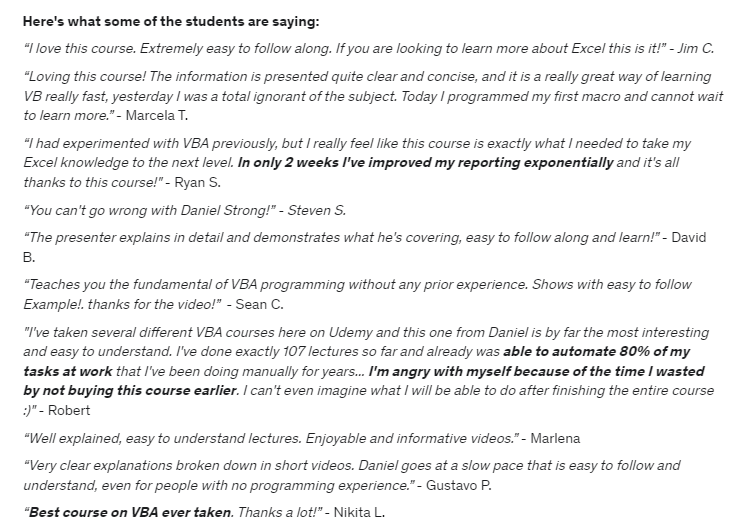 Here's what some of the students are saying:
“I love this course. Extremely easy to follow along. If you are looking to learn more about Excel this is it!” - Jim C.
“Loving this course! The information is presented quite clear and concise, and it is a really great way of learning
VB really fast, yesterday I was a total ignorant of the subject. Today I programmed my first macro and cannot wait
to learn more.” - Marcela T.
“I had experimented with VBA previously, but I really feel like this course is exactly what I needed to take my
Excel knowledge to the next level. In only 2 weeks I’ve improved my reporting exponentially and it's all
thanks to this course!” - Ryan S.
“You can’t go wrong with Daniel Strong!” - Steven S.
“The presenter explains in detail and demonstrates what he's covering, easy to follow along and learn!” - David
B.
“Teaches you the fundamental of VBA programming without any prior experience. Shows with easy to follow
Example!. thanks for the video!” - Sean C.
"I've taken several different VBA courses here on Udemy and this one from Daniel is by far the most interesting
and easy to understand. I've done exactly 107 lectures so far and already was able to automate 80% of my
tasks at work that I've been doing manually for years... I'm angry with myself because of the time I wasted
by not buying this course earlier. I can't even imagine what I will be able to do after finishing the entire course
:)" - Robert
“Well explained, easy to understand lectures. Enjoyable and informative videos.” - Marlena
“Very clear explanations broken down in short videos. Daniel goes at a slow pace that is easy to follow and
understand, even for people with no programming experience.” - Gustavo P.
“Best course on VBA ever taken. Thanks a lot!” - Nikita L.